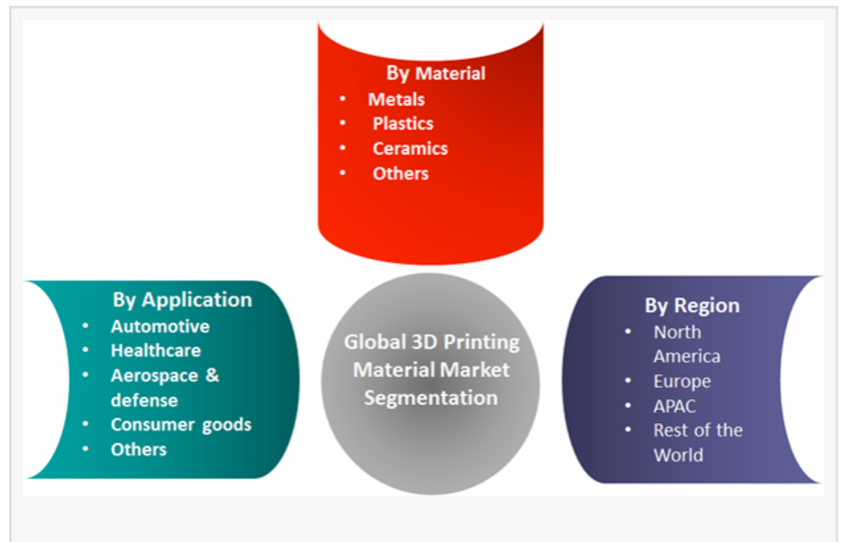 By Material
• Metals
• Plastics
• Ceramics
• Others
By Application
• Automotive
• Healthcare
• Aerospace &
defense
• Consumer goods
• Others
Global 3D Printing
Material Market
Segmentation
By Region
• North
America
• Europe
• APAC
• Rest of the
World